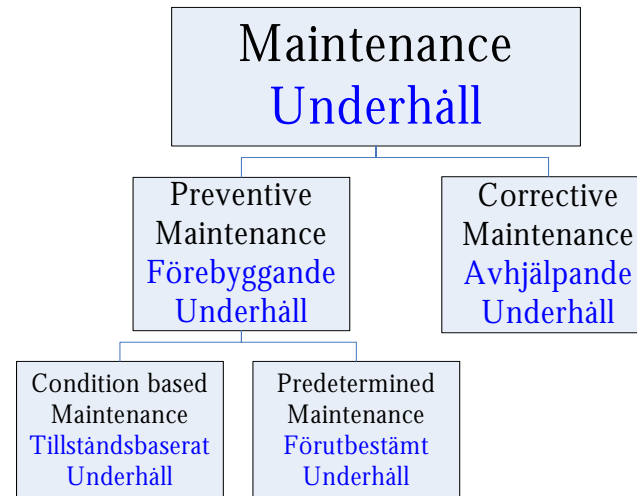 Maintenance
Underhåll
Preventive
Maintenance
Förebyggande
Underhåll
Corrective
Maintenance
Avhjälpande
Underhåll
Condition based
Maintenance
Tillståndsbaserat
Underhåll
Predetermined
Maintenance
Förutbestämt
Underhåll